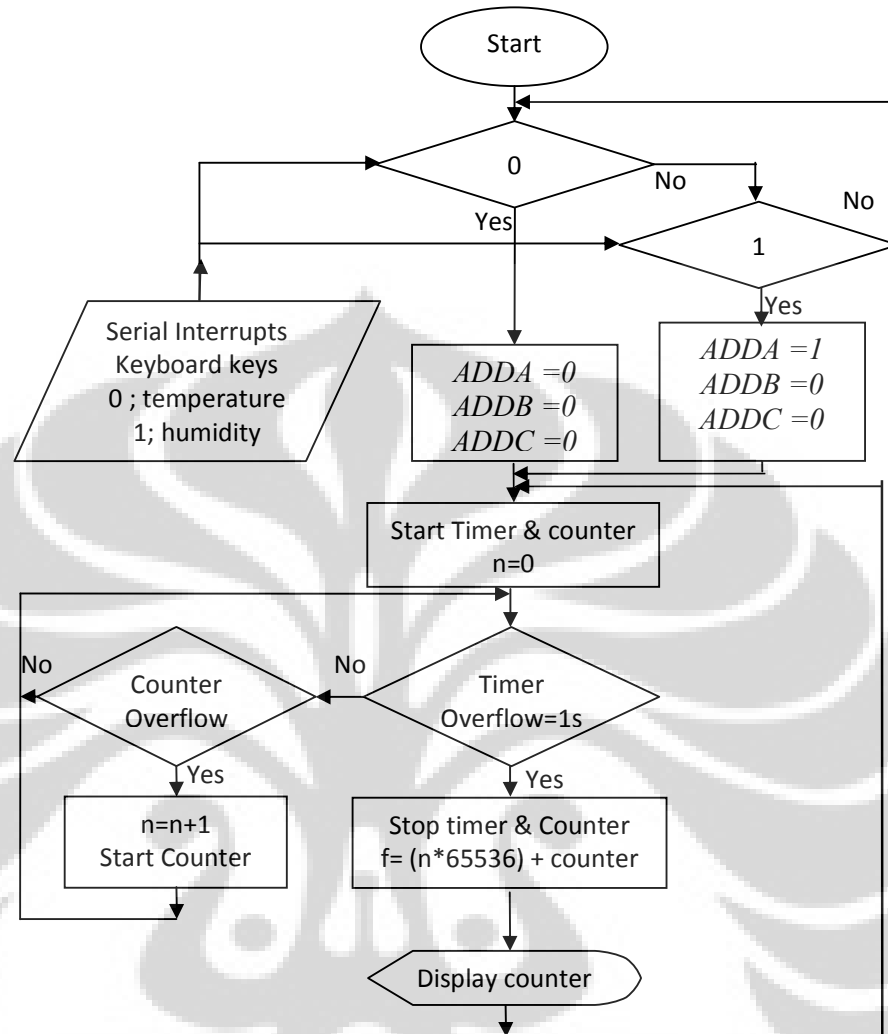 Start
0
No
Yes
No
1
Yes
Serial Interrupts
Keyboard keys
0 ; temperature
1; humidity
ADDA =0
ADDB =0
ADDC =0
ADDA =1
ADDB =0
ADDC =0
Start Timer & counter
n=0
No
Counter
Overflow
No
Timer
Overflow=1s
Yes
Yes
n=n+1
Start Counter
Stop timer & Counter
f= (n*65536) + counter
Display counter